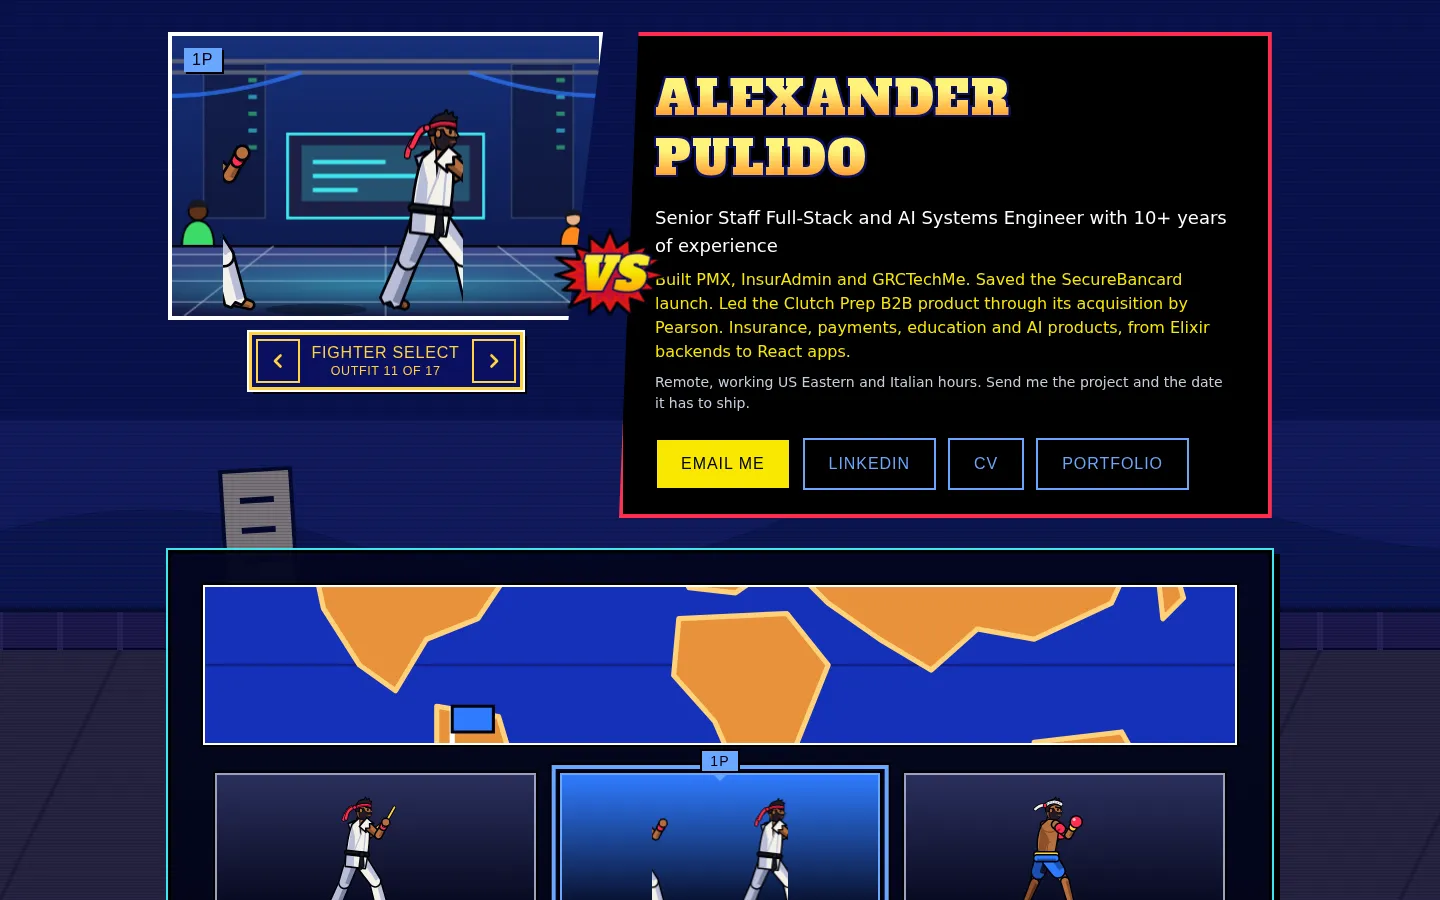 1P
ALEXANDER
PULIDO
Senior Staff Full-Stack and AI Systems Engineer with 10+ years
of experience
VS
Built PMX, InsurAdmin and GRCTechMe. Saved the SecureBancard
launch. Led the Clutch Prep B2B product through its acquisition by
Pearson. Insurance, payments, education and AI products, from Elixir
backends to React apps.
FIGHTER SELECT
OUTFIT 11 OF 17
Remote, working US Eastern and Italian hours. Send me the project and the date
it has to ship.
EMAIL ME
LINKEDIN
CV
PORTFOLIO
1P